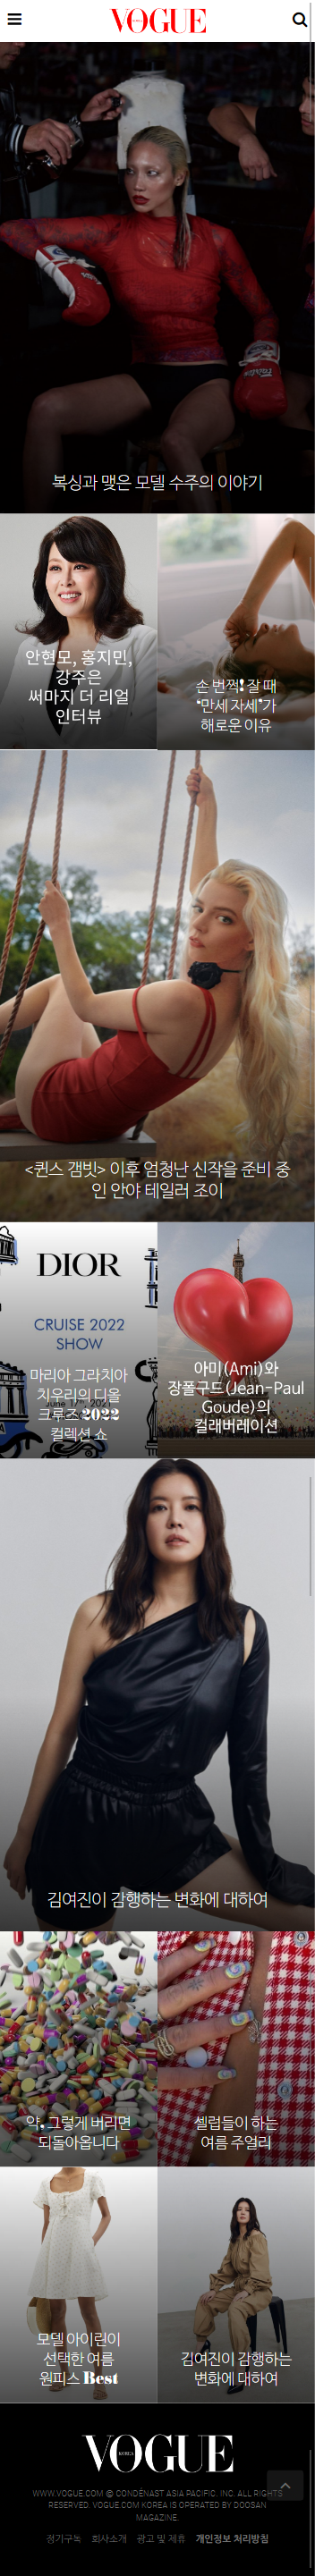 VOGUE
복싱과 맺은 모델 수주의 이야기
안현모, 홍지민,
강주은
써마지 더 리얼
인터뷰
손 번쩍! 잘 때
‘만세 자세’가
해로운 이유
<퀸스 갬빗> 이후 엄청난 신작을 준비 중
인 안야 테일러 조이
DIOR
CRUISE 2022
SHOW
June 17th, 2021
마리아 그라치아
치우리의 디올
크루즈 2022
컬렉션 쇼
아미(Ami)와
장폴구드(Jean-Paul
Goude)의
컬래버레이션
김여진이 감행하는 변화에 대하여
약, 그렇게 버리면
되돌아옵니다
셀럽들이 하는
여름 주얼리
모델 아이린이
선택한 여름
원피스 Best
김여진이 감행하는
변화에 대하여
VOGUE
KOREA
WWW.VOGUE.COM @ CONDÉNAST ASIA PACIFIC. INC. ALL RIGHTS
RESERVED. VOGUE.COM KOREA IS OPERATED BY DOOSAN
MAGAZINE.
정기구독 회사소개 광고 및 제휴 개인정보 처리방침